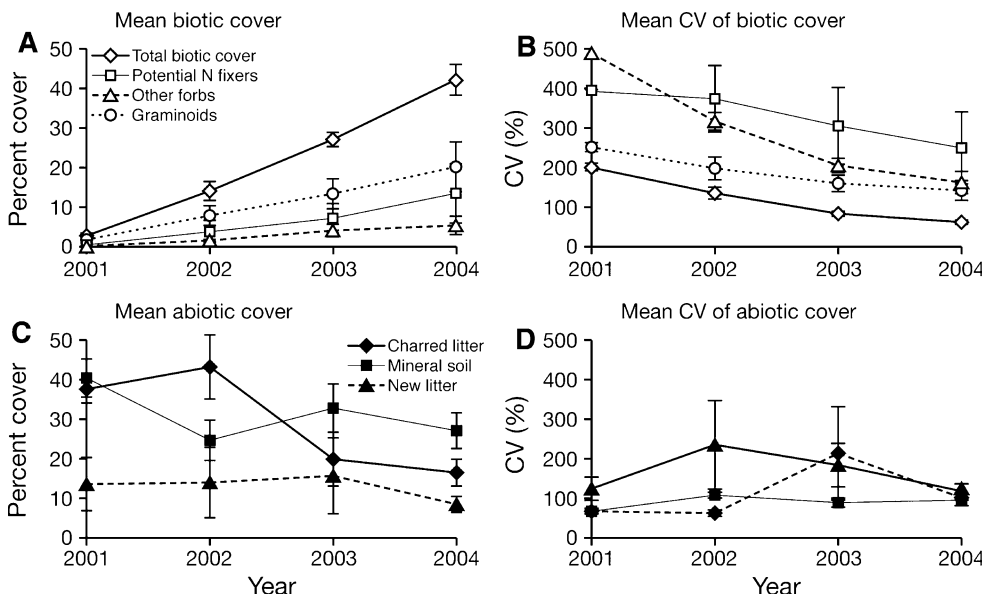 Mean biotic cover
A
50
40
30
20
10
0
Percent cover
Total biotic cover
Potential N fixers
Other forbs
Graminoids
2001 2002 2003 2004
Mean CV of biotic cover
B
500
400
300
200
100
0
CV (%)
2001 2002 2003 2004
Mean abiotic cover
C
50
40
30
20
10
0
Percent cover
Charred litter
Mineral soil
New litter
2001 2002 2003 2004
Year
Mean CV of abiotic cover
D
500
400
300
200
100
0
CV (%)
2001 2002 2003 2004
Year